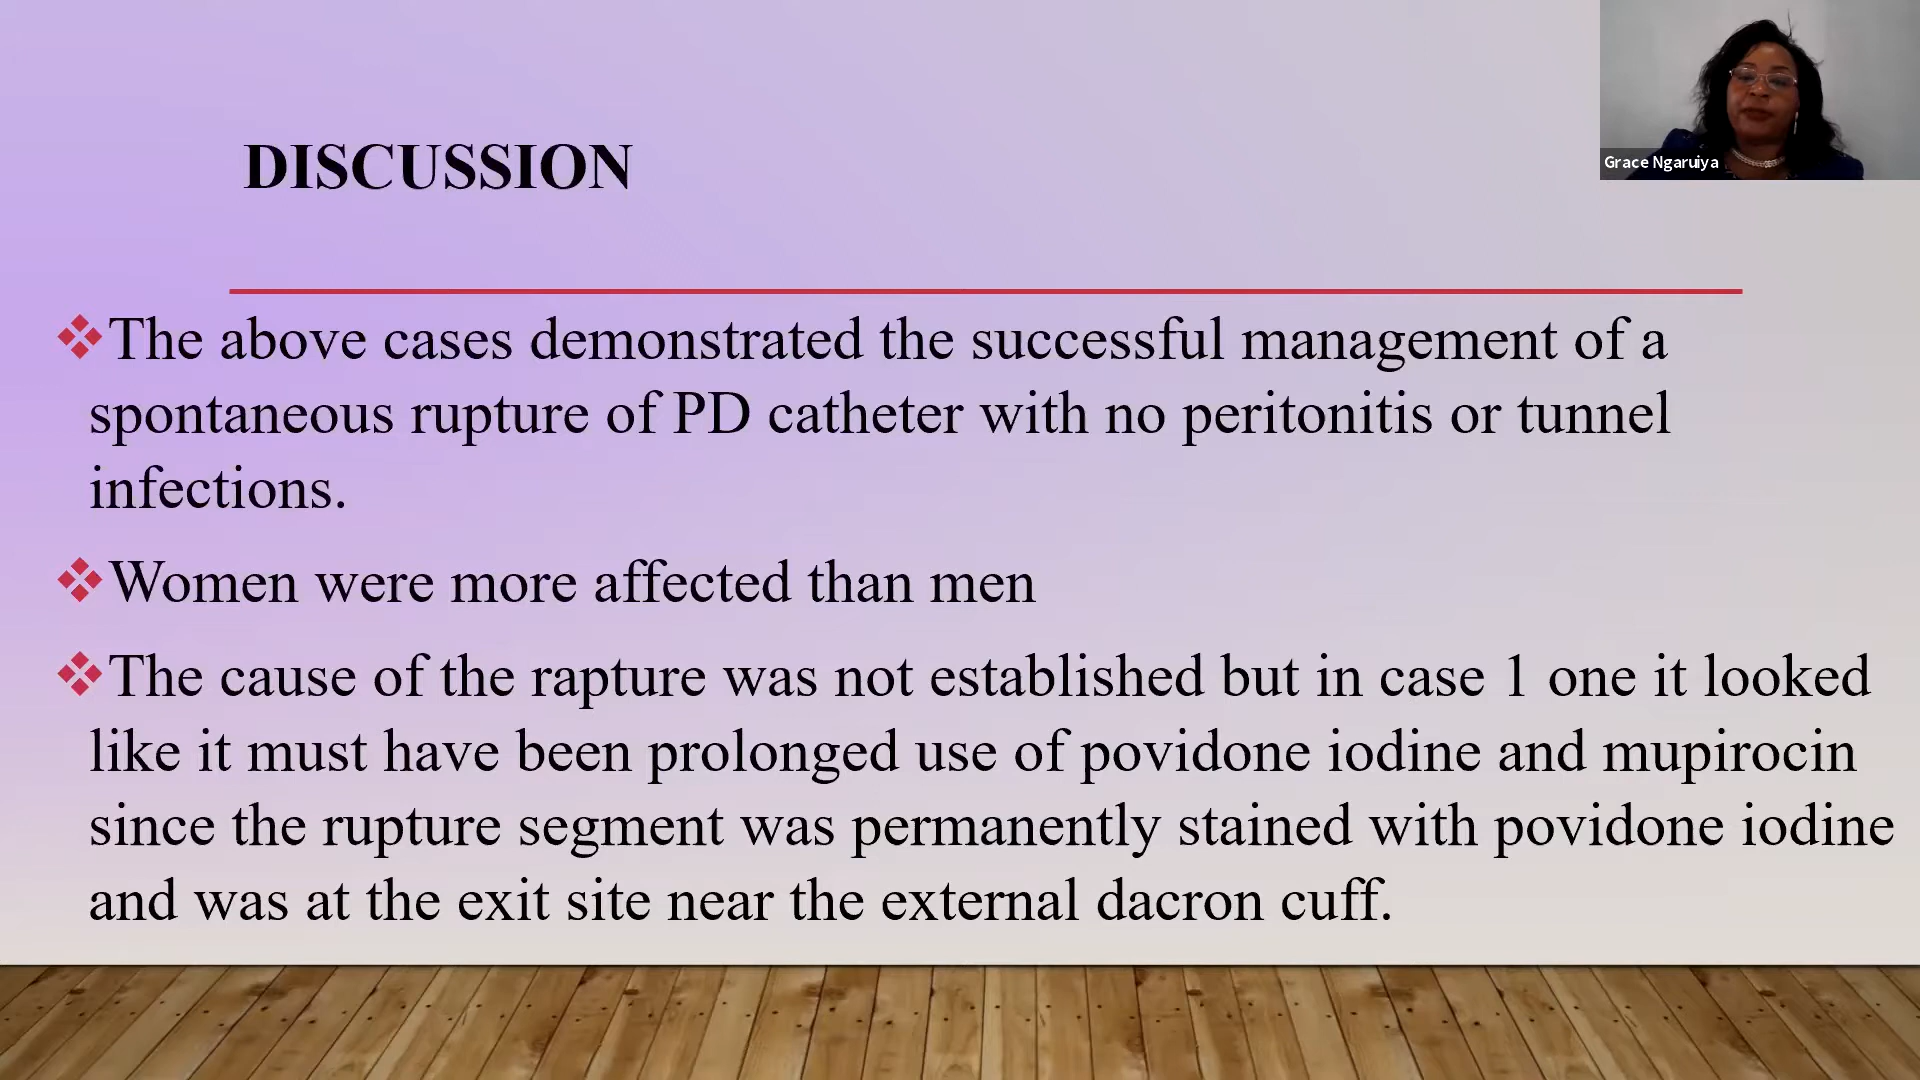 Grace Ngaruiya
DISCUSSION
❖The above cases demonstrated the successful management of a
spontaneous rupture of PD catheter with no peritonitis or tunnel
infections.
❖Women were more affected than men
❖The cause of the rapture was not established but in case 1 one it looked
like it must have been prolonged use of povidone iodine and mupirocin
since the rupture segment was permanently stained with povidone iodine
and was at the exit site near the external dacron cuff.